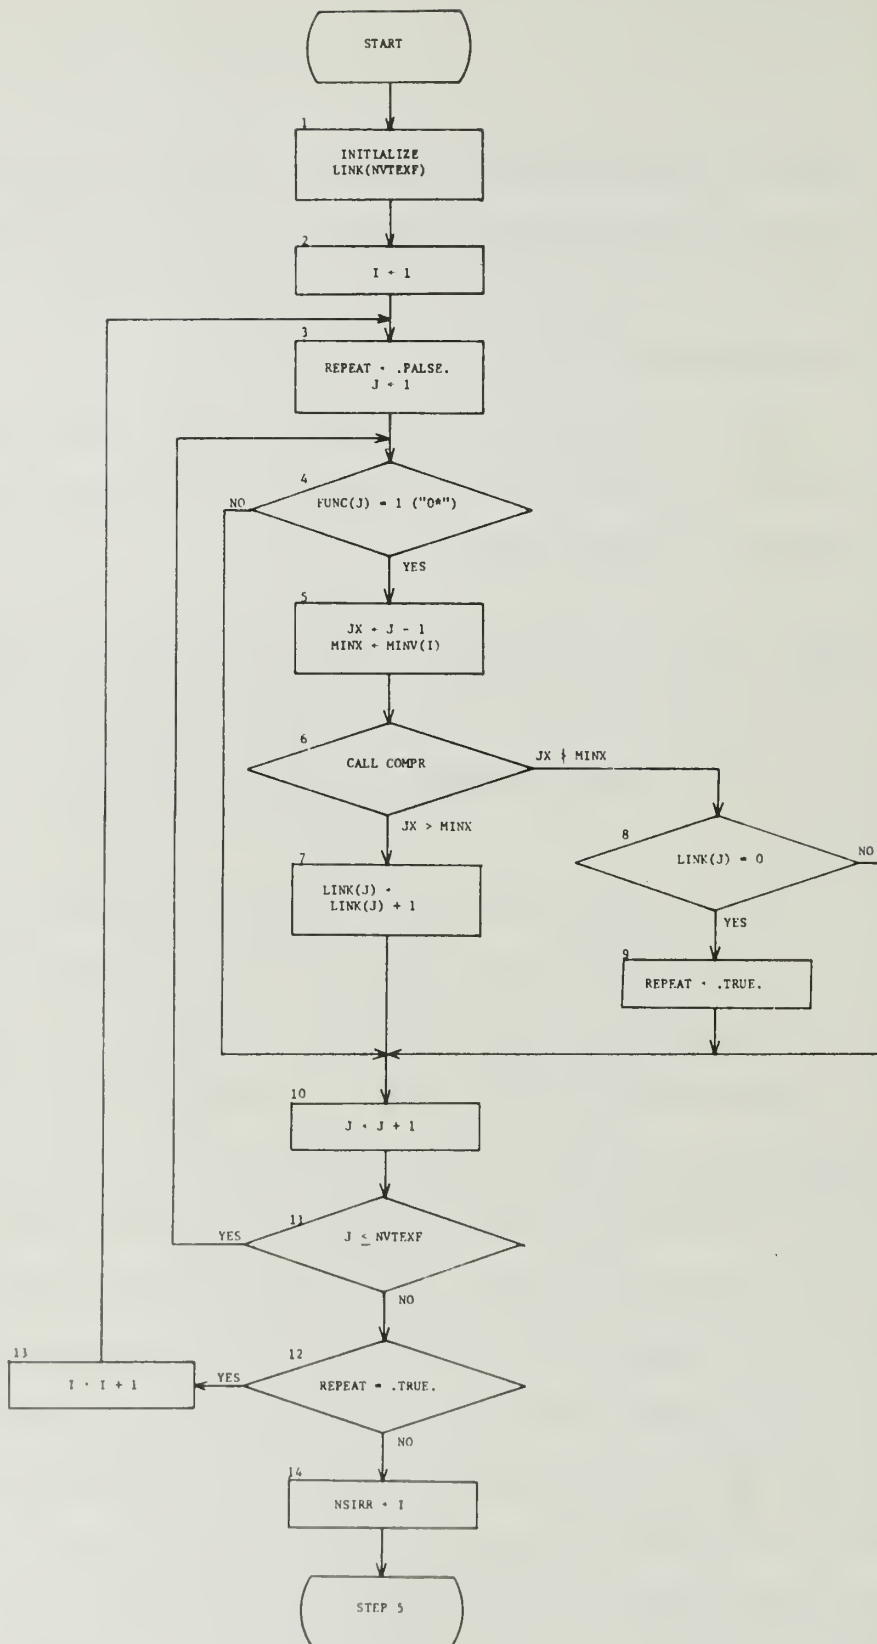 START
1
INITIALIZE
LINK(NVTEXF)
2
I ← 1
3
REPEAT ← .FALSE.
J ← 1
4
FUNC(J) = 1 ("0*")
NO
YES
5
JX ← J - 1
MINX ← MINV(I)
6
CALL COMPR
JX ≯ MINX
JX > MINX
7
LINK(J) ←
LINK(J) + 1
8
LINK(J) = 0
NO
YES
9
REPEAT ← .TRUE.
10
J ← J + 1
11
J ≤ NVTEXF
YES
NO
12
REPEAT = .TRUE.
YES
13
I ← I + 1
NO
14
NSIRR ← I
STEP 5